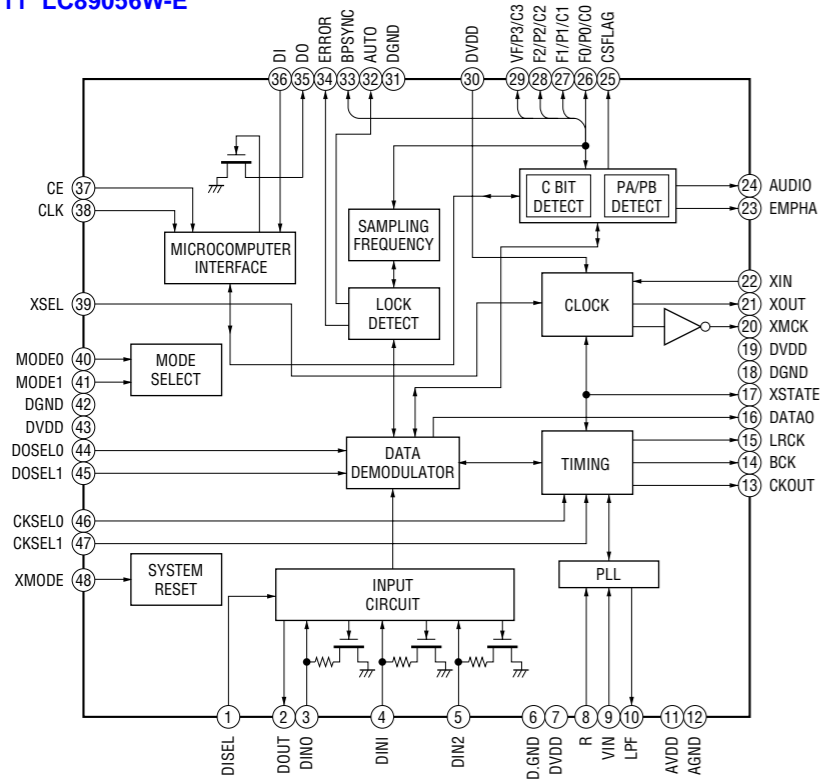 LC89056W-E
DI
DO
ERROR
BPSYNC
AUTO
DGND
DVDD
VF/P3/C3
F2/P2/C2
F1/P1/C1
F0/P0/C0
CSFLAG
36
35
34
33
32
31
30
29
28
27
26
25
CE 37
CLK 38
MICROCOMPUTER
INTERFACE
SAMPLING
FREQUENCY
C BIT
DETECT
PA/PB
DETECT
24 AUDIO
23 EMPHA
XSEL 39
LOCK
DETECT
CLOCK
22 XIN
21 XOUT
20 XMCK
19 DVDD
18 DGND
17 XSTATE
16 DATAO
15 LRCK
14 BCK
13 CKOUT
MODE0 40
MODE1 41
MODE
SELECT
DGND 42
DVDD 43
DOSEL0 44
DOSEL1 45
DATA
DEMODULATOR
TIMING
CKSEL0 46
CKSEL1 47
XMODE 48
SYSTEM
RESET
INPUT
CIRCUIT
PLL
1
2
3
4
5
6
7
8
9
10
11
12
DISEL
DOUT
DINO
DINI
DIN2
D.GND
DVDD
R
VIN
LPF
AVDD
AGND